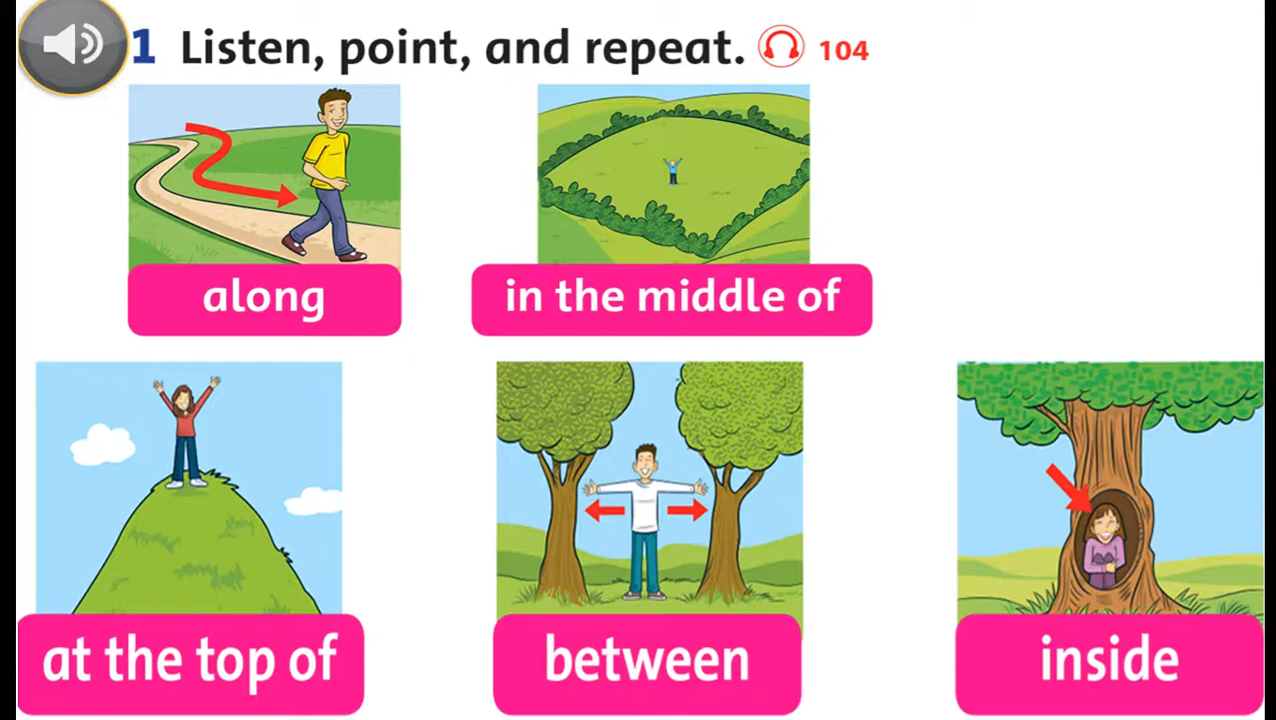 1 Listen, point, and repeat. 104
along
in the middle of
at the top of
between
inside